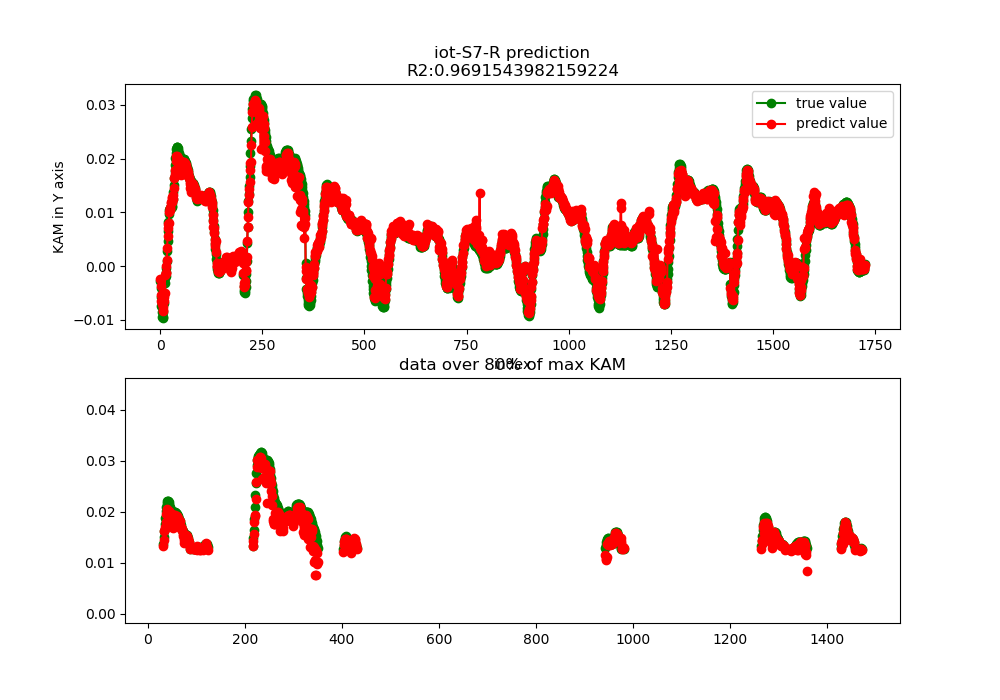 iot-S7-R prediction
R2:0.9691543982159224
true value
predict value
KAM in Y axis
0.03
0.02
0.01
0.00
−0.01
0 250 500 750 1000 1250 1500 1750
index
data over 80% of max KAM
0.04
0.03
0.02
0.01
0.00
0 200 400 600 800 1000 1200 1400